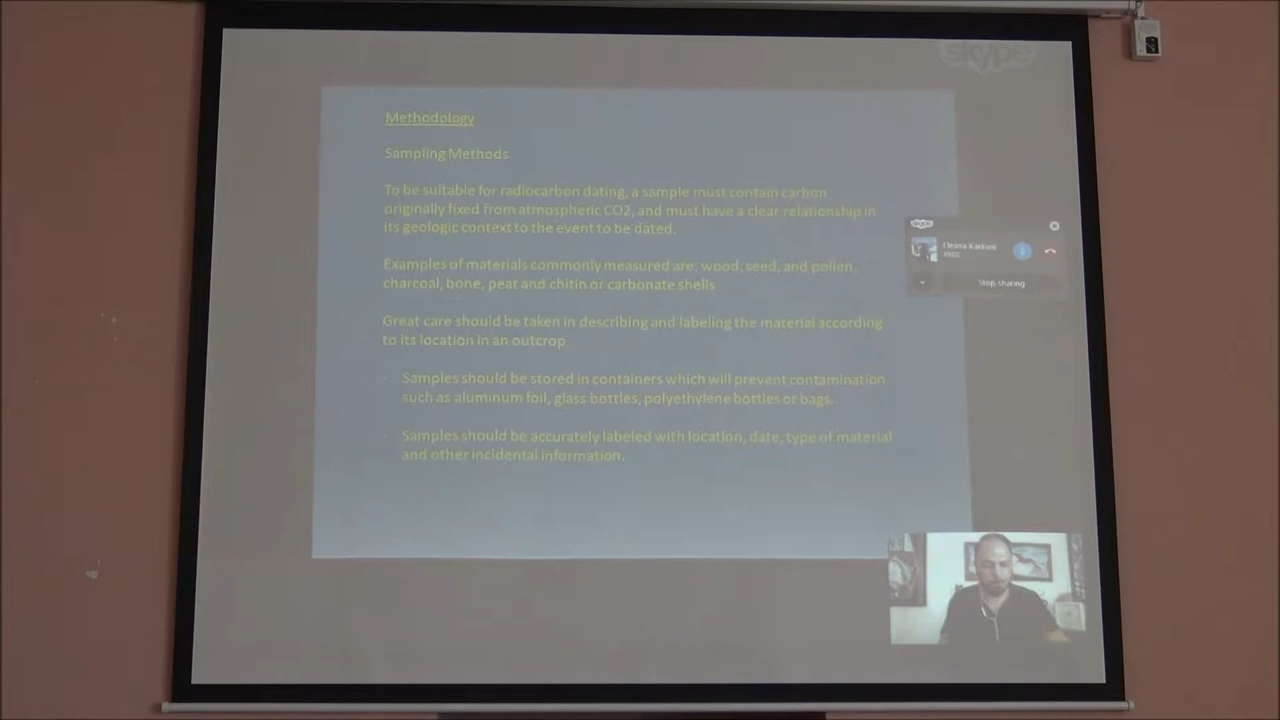 skype
Methodology
Sampling Methods
To be suitable for radiocarbon dating, a sample must contain carbon
originally fixed from atmospheric CO2, and must have a clear relationship in
its geologic context to the event to be dated.
skype
Stop sharing
Examples of materials commonly measured are: wood, seed, and pollen,
charcoal, bone, peat and chitin or carbonate shells
Great care should be taken in describing and labeling the material according
to its location in an outcrop
Samples should be stored in containers which will prevent contamination
such as aluminum foil, glass bottles, polyethylene bottles or bags.
Samples should be accurately labeled with location, date, type of material
and other incidental information.